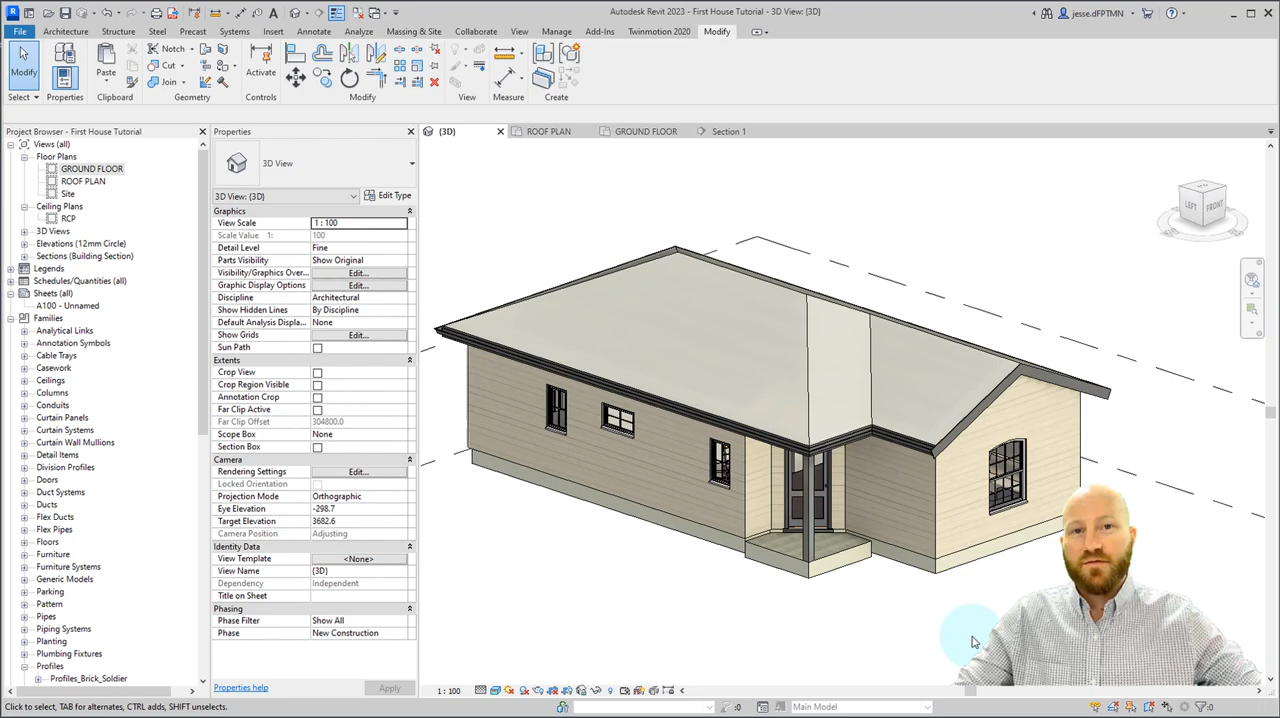 Autodesk Revit 2023 - First House Tutorial - 3D View: {3D}
jesse.dFPTMN
File Architecture Structure Steel Precast Systems Insert Annotate Analyze Massing & Site Collaborate View Manage Add-Ins Twinmotion 2020 Modify
Notch
Cut
Join
Modify Paste Activate
Select Properties Clipboard Geometry Controls Modify View Measure Create
Project Browser - First House Tutorial
Views (all)
Floor Plans
GROUND FLOOR
ROOF PLAN
Site
Ceiling Plans
RCP
3D Views
Elevations (12mm Circle)
Sections (Building Section)
Legends
Schedules/Quantities (all)
Sheets (all)
A100 - Unnamed
Families
Analytical Links
Annotation Symbols
Cable Trays
Casework
Ceilings
Columns
Conduits
Curtain Panels
Curtain Systems
Curtain Wall Mullions
Detail Items
Division Profiles
Doors
Duct Systems
Ducts
Flex Ducts
Flex Pipes
Floors
Furniture
Furniture Systems
Generic Models
Parking
Pattern
Pipes
Piping Systems
Planting
Plumbing Fixtures
Profiles
Profiles_Brick_Soldier
Properties
3D View
3D View: {3D} Edit Type
Graphics
View Scale 1 : 100
Scale Value 1: 100
Detail Level Fine
Parts Visibility Show Original
Visibility/Graphics Over... Edit...
Graphic Display Options Edit...
Discipline Architectural
Show Hidden Lines By Discipline
Default Analysis Displa... None
Show Grids Edit...
Sun Path
Extents
Crop View
Crop Region Visible
Annotation Crop
Far Clip Active
Far Clip Offset 304800.0
Scope Box None
Section Box
Camera
Rendering Settings Edit...
Locked Orientation
Projection Mode Orthographic
Eye Elevation -298.7
Target Elevation 3682.6
Camera Position Adjusting
Identity Data
View Template <None>
View Name {3D}
Dependency Independent
Title on Sheet
Phasing
Phase Filter Show All
Phase New Construction
Properties help Apply
{3D} ROOF PLAN GROUND FLOOR Section 1
LEFT FRONT
1 : 100
Click to select, TAB for alternates, CTRL adds, SHIFT unselects. :0 Main Model :0